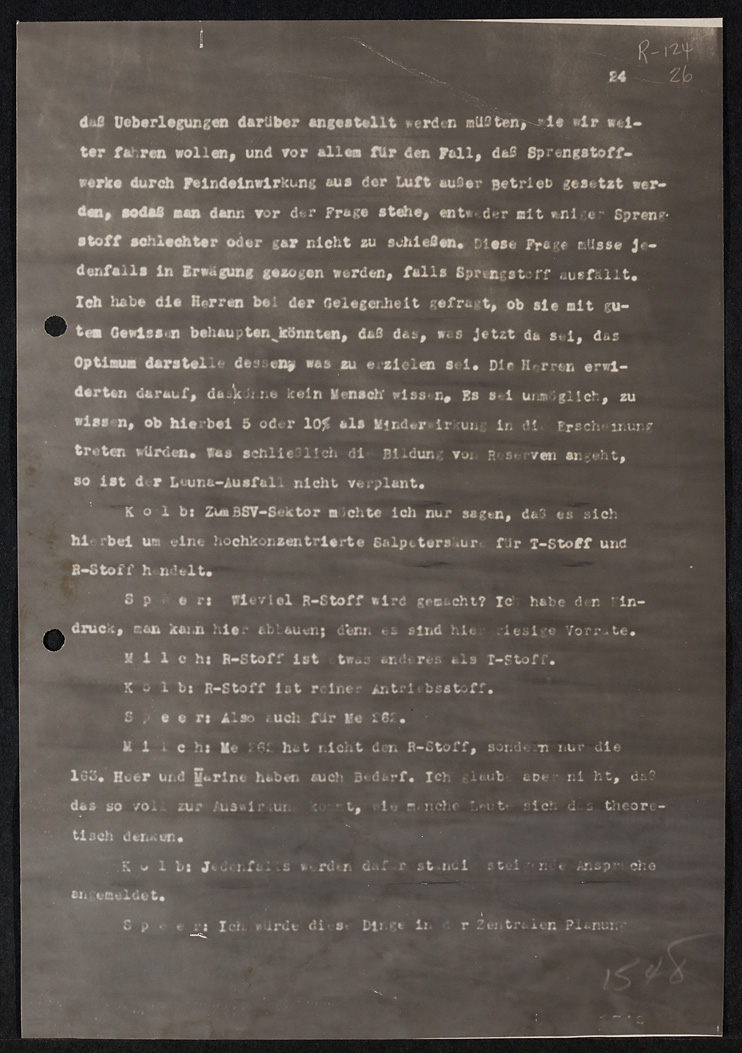 R-124
24 26
daß Ueberlegungen darüber angestellt werden müßten, wie wir wei-
ter fahren wollen, und vor allem für den Fall, daß Sprengstoff-
werke durch Feindeinwirkung aus der Luft außer Betrieb gesetzt wer-
den, sodaß man dann vor der Frage stehe, entweder mit weniger Spreng-
stoff schlechter oder gar nicht zu schießen. Diese Frage müsse je-
denfalls in Erwägung gezogen werden, falls Sprengstoff ausfällt.
Ich habe die Herren bei der Gelegenheit gefragt, ob sie mit gu-
tem Gewissen behaupten könnten, daß das, was jetzt da sei, das
Optimum darstelle dessen, was zu erzielen sei. Die Herren erwi-
derten darauf, daskönne kein Mensch wissen. Es sei unmöglich, zu
wissen, ob hierbei 5 oder 10% als Minderwirkung in die Erscheinung
treten würden. Was schließlich die Bildung von Reserven angeht,
so ist der Leuna-Ausfall nicht verplant.
K o l b: ZumBSV-Sektor möchte ich nur sagen, daß es sich
hierbei um eine hochkonzentrierte Salpetersäure für T-Stoff und
R-Stoff handelt.
S p e e r: Wieviel R-Stoff wird gemacht? Ich habe den Ein-
druck, man kann hier abbauen; denn es sind hier riesige Vorräte.
M i l c h: R-Stoff ist etwas anderes als T-Stoff.
K o l b: R-Stoff ist reiner Antriebsstoff.
S p e e r: Also auch für Me 262.
M i l c h: Me 262 hat nicht den R-Stoff, sondern nur die
163. Heer und Marine haben auch Bedarf. Ich glaube aber nicht, daß
das so voll zur Auswirkung kommt, wie manche Leute sich das theore-
tisch denken.
K o l b: Jedenfalls werden dafür ständig steigende Ansprüche
angemeldet.
S p e e r: Ich würde diese Dinge in der Zentralen Planung
1548